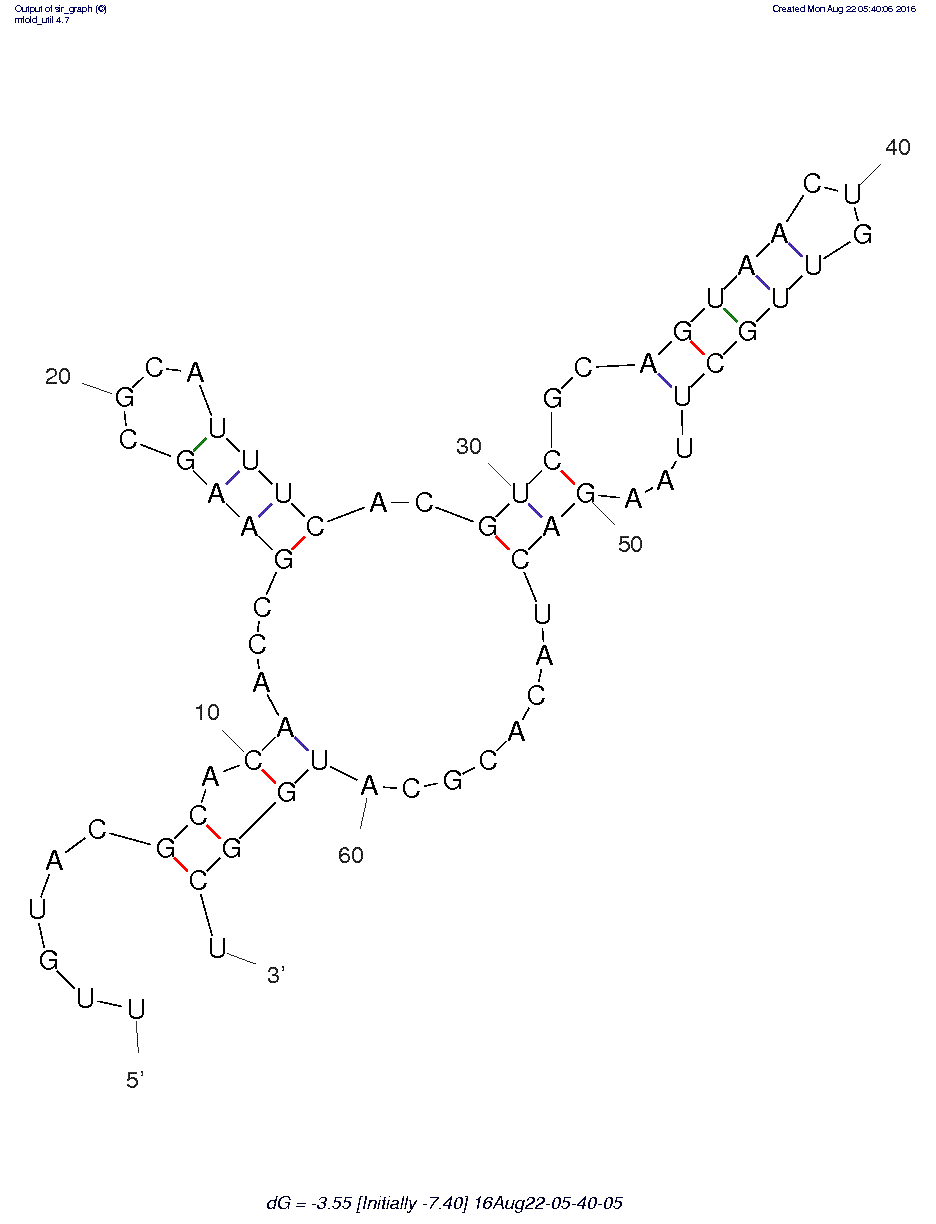 Output of sir_graph (©)
mfold_util 4.7
Created Mon Aug 22 05:40:06 2016
40
C U
A G
A U
U U
G G
A C
U
C A
G
20
G C
C
U
G U
A U
A C
G
A C
30
G U C
G
A
C
U
A
A
50
C
C
A
U
A
C
A
C
G
C
A
60
10
A
C U
A G
C
G G
C
C
A
U
G
U U
U
3'
5'
dG = -3.55 [Initially -7.40] 16Aug22-05-40-05